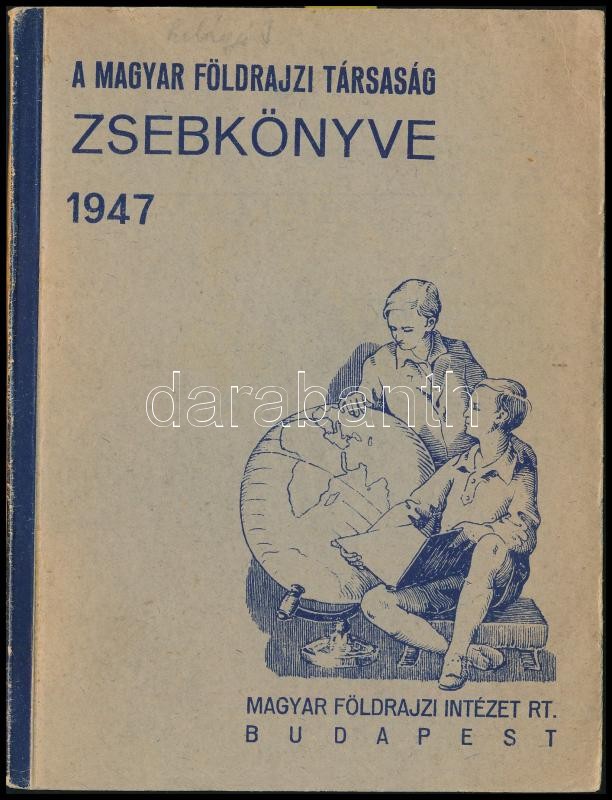 A MAGYAR FÖLDRAJZI TÁRSASÁG
ZSEBKÖNYVE
1947
darabanth
MAGYAR FÖLDRAJZI INTÉZET RT.
BUDAPEST